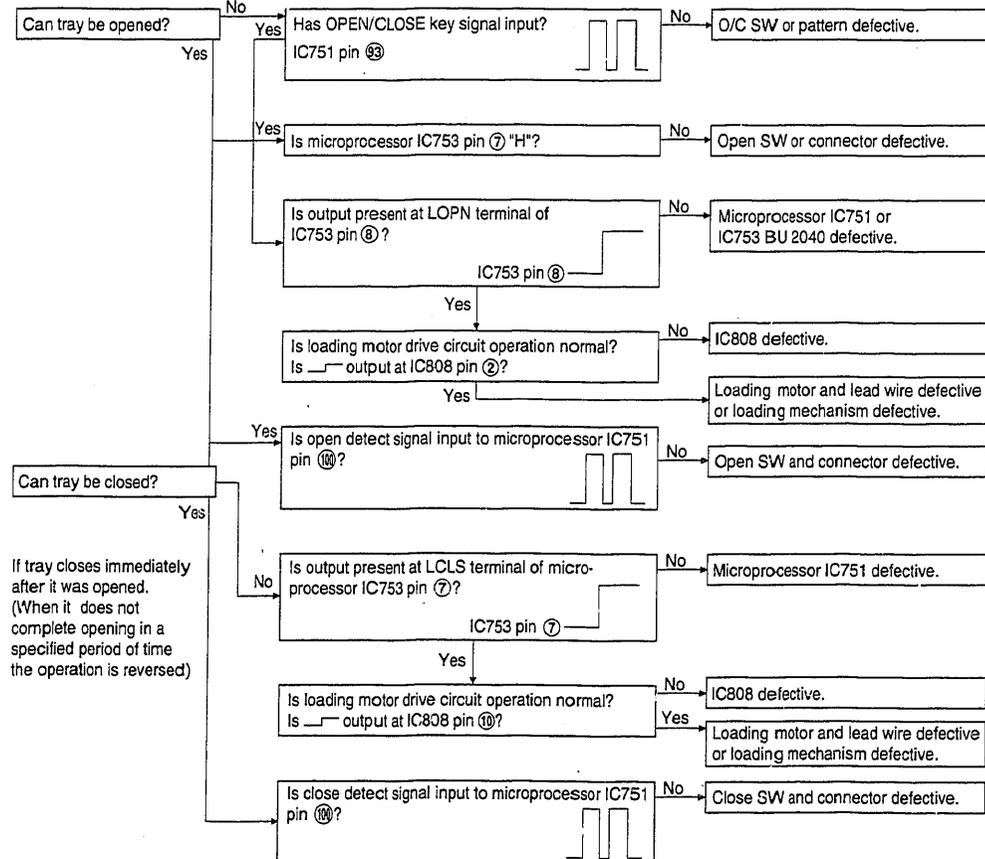 Can tray be opened?
No
Yes
Yes
Has OPEN/CLOSE key signal input?
IC751 pin 93
No
O/C SW or pattern defective.
Yes
Is microprocessor IC753 pin 7 "H"?
No
Open SW or connector defective.
Is output present at LOPN terminal of
IC753 pin 8 ?
IC753 pin 8
No
Microprocessor IC751 or
IC753 BU 2040 defective.
Yes
Is loading motor drive circuit operation normal?
Is output at IC808 pin 2?
No
IC808 defective.
Yes
Loading motor and lead wire defective
or loading mechanism defective.
Yes
Is open detect signal input to microprocessor IC751
pin 100?
No
Open SW and connector defective.
Can tray be closed?
Yes
If tray closes immediately
after it was opened.
(When it does not
complete opening in a
specified period of time
the operation is reversed)
No
Is output present at LCLS terminal of micro-
processor IC753 pin 7?
IC753 pin 7
No
Microprocessor IC751 defective.
Yes
Is loading motor drive circuit operation normal?
Is output at IC808 pin 10?
No
IC808 defective.
Yes
Loading motor and lead wire defective
or loading mechanism defective.
Is close detect signal input to microprocessor IC751
pin 100?
No
Close SW and connector defective.